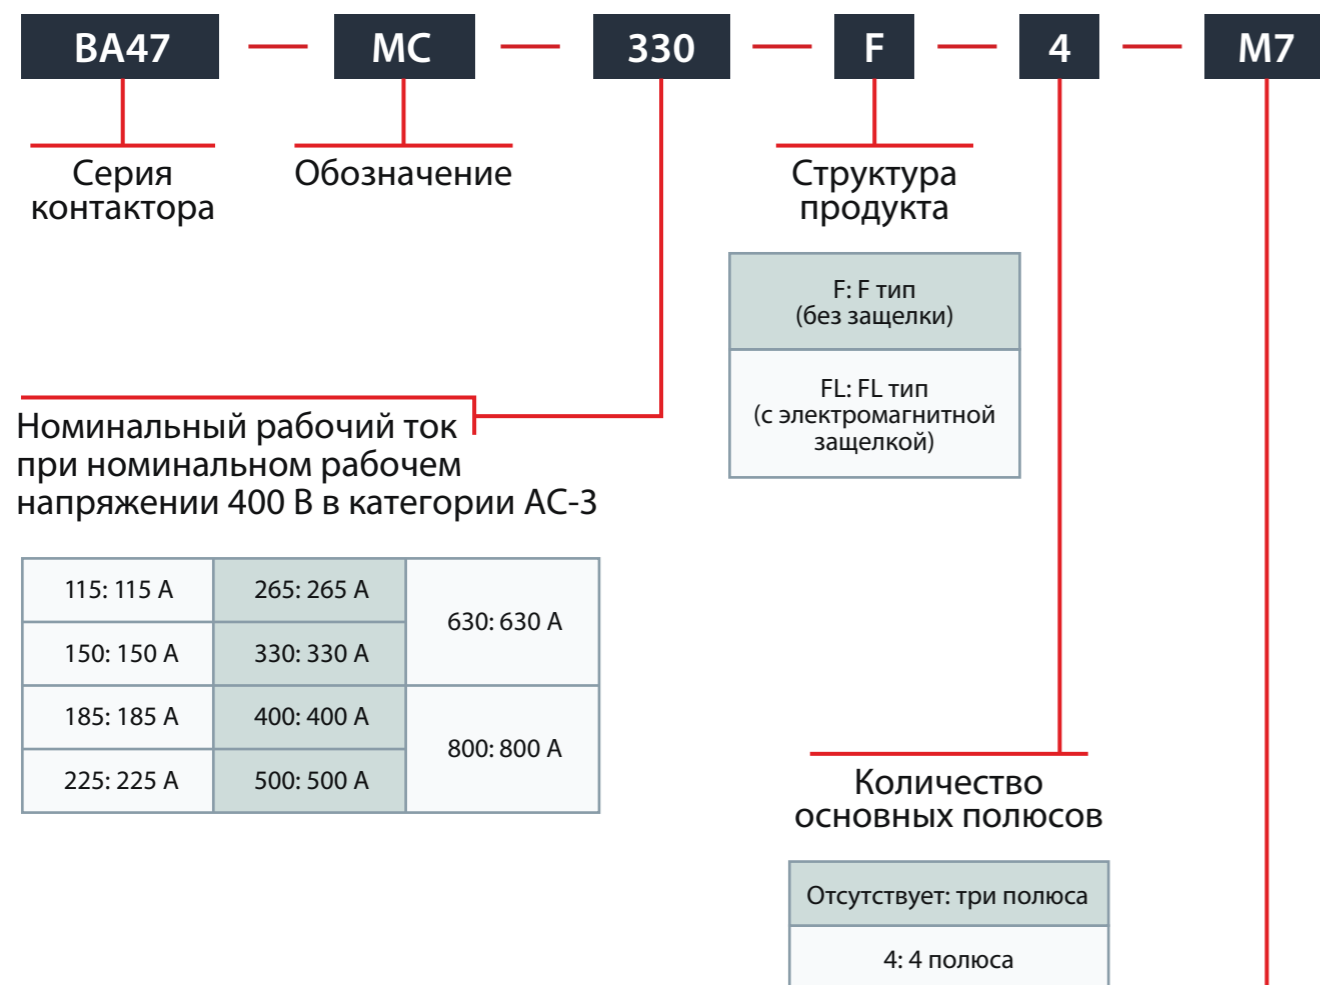 BA47 — MC — 330 — F — 4 — M7
Серия
контактора
Обозначение
Структура
продукта
F: F тип
(без защелки)
FL: FL тип
(с электромагнитной
защелкой)
Номинальный рабочий ток
при номинальном рабочем
напряжении 400 В в категории АС-3
115: 115 А
265: 265 А
630: 630 А
150: 150 А
330: 330 А
185: 185 А
400: 400 А
800: 800 А
225: 225 А
500: 500 А
Количество
основных полюсов
Отсутствует: три полюса
4: 4 полюса